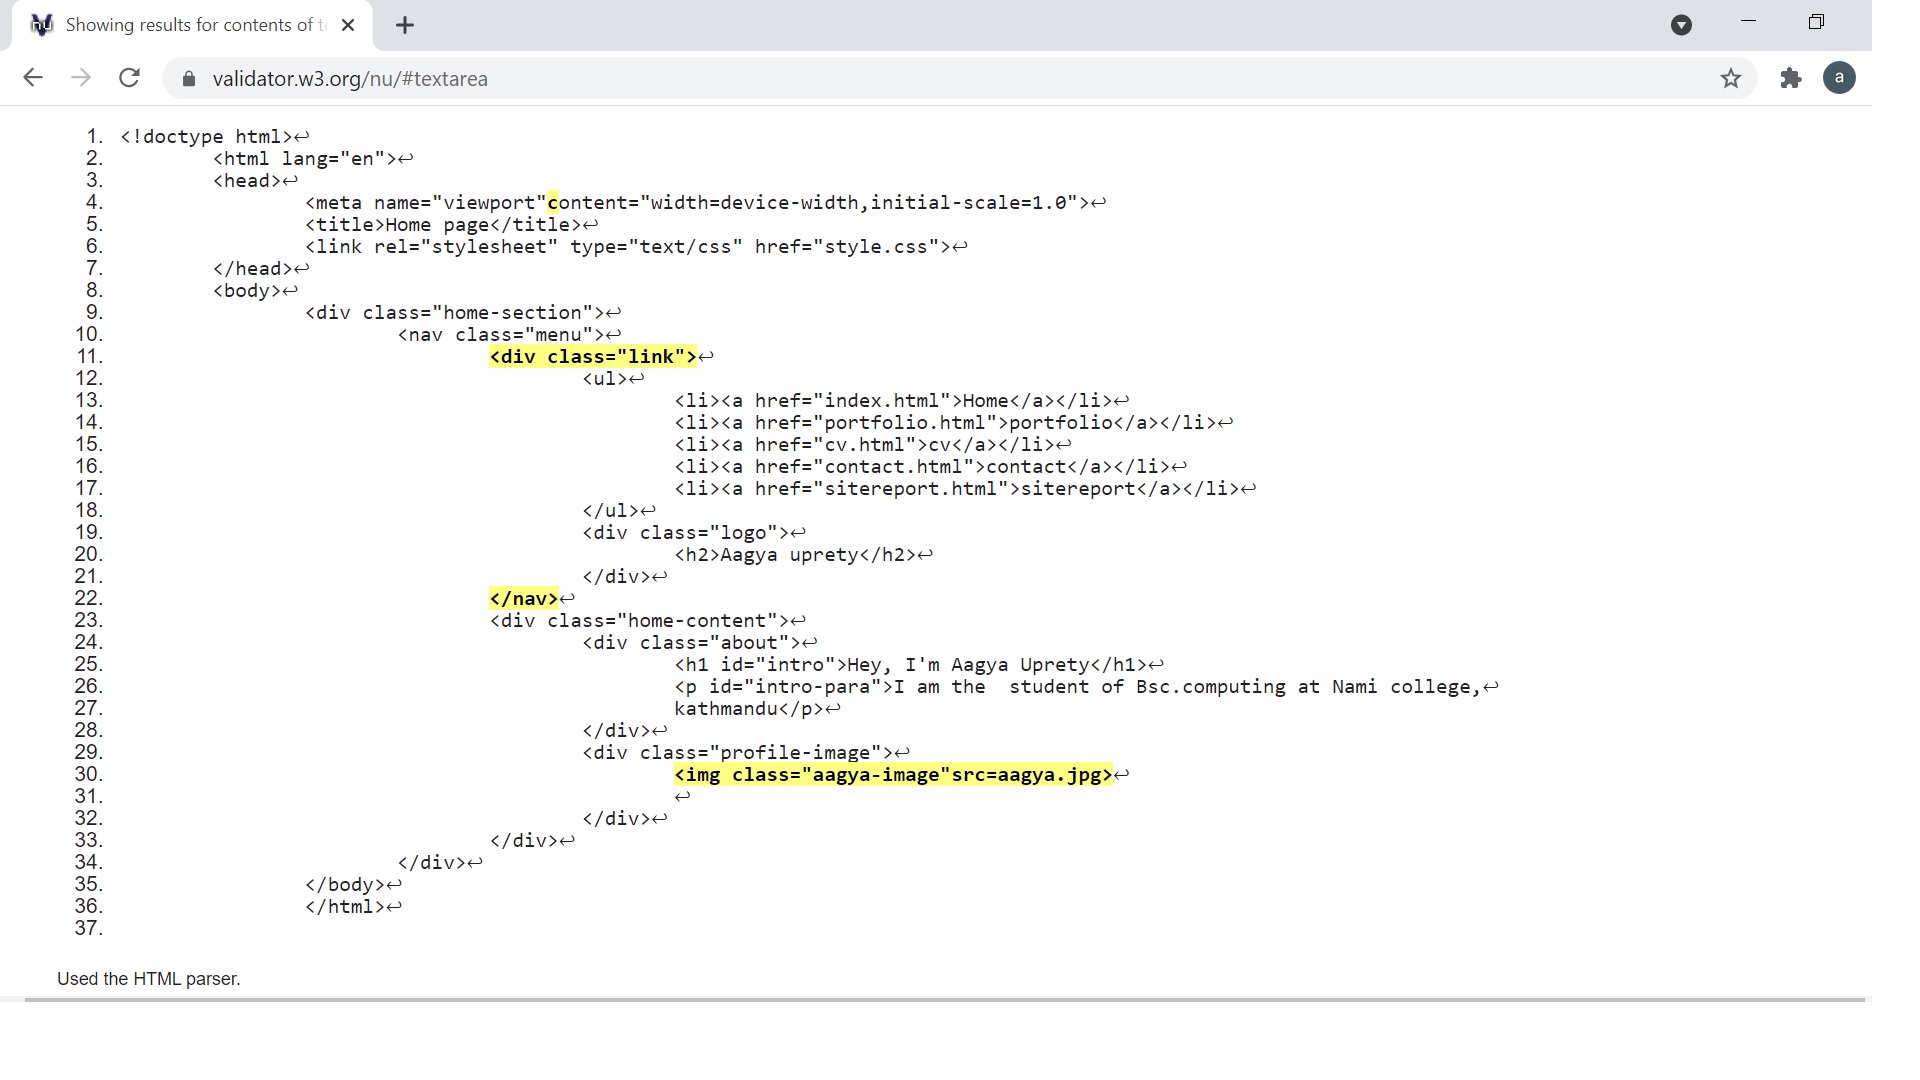 Showing results for contents of t
validator.w3.org/nu/#textarea
a
1. <!doctype html>↩
2. <html lang="en">↩
3. <head>↩
4. <meta name="viewport"content="width=device-width,initial-scale=1.0">↩
5. <title>Home page</title>↩
6. <link rel="stylesheet" type="text/css" href="style.css">↩
7. </head>↩
8. <body>↩
9. <div class="home-section">↩
10. <nav class="menu">↩
11. <div class="link">↩
12. <ul>↩
13. <li><a href="index.html">Home</a></li>↩
14. <li><a href="portfolio.html">portfolio</a></li>↩
15. <li><a href="cv.html">cv</a></li>↩
16. <li><a href="contact.html">contact</a></li>↩
17. <li><a href="sitereport.html">sitereport</a></li>↩
18. </ul>↩
19. <div class="logo">↩
20. <h2>Aagya uprety</h2>↩
21. </div>↩
22. </nav>↩
23. <div class="home-content">↩
24. <div class="about">↩
25. <h1 id="intro">Hey, I'm Aagya Uprety</h1>↩
26. <p id="intro-para">I am the  student of Bsc.computing at Nami college,↩
27. kathmandu</p>↩
28. </div>↩
29. <div class="profile-image">↩
30. <img class="aagya-image"src=aagya.jpg>↩
31. ↩
32. </div>↩
33. </div>↩
34. </div>↩
35. </body>↩
36. </html>↩
37.
Used the HTML parser.